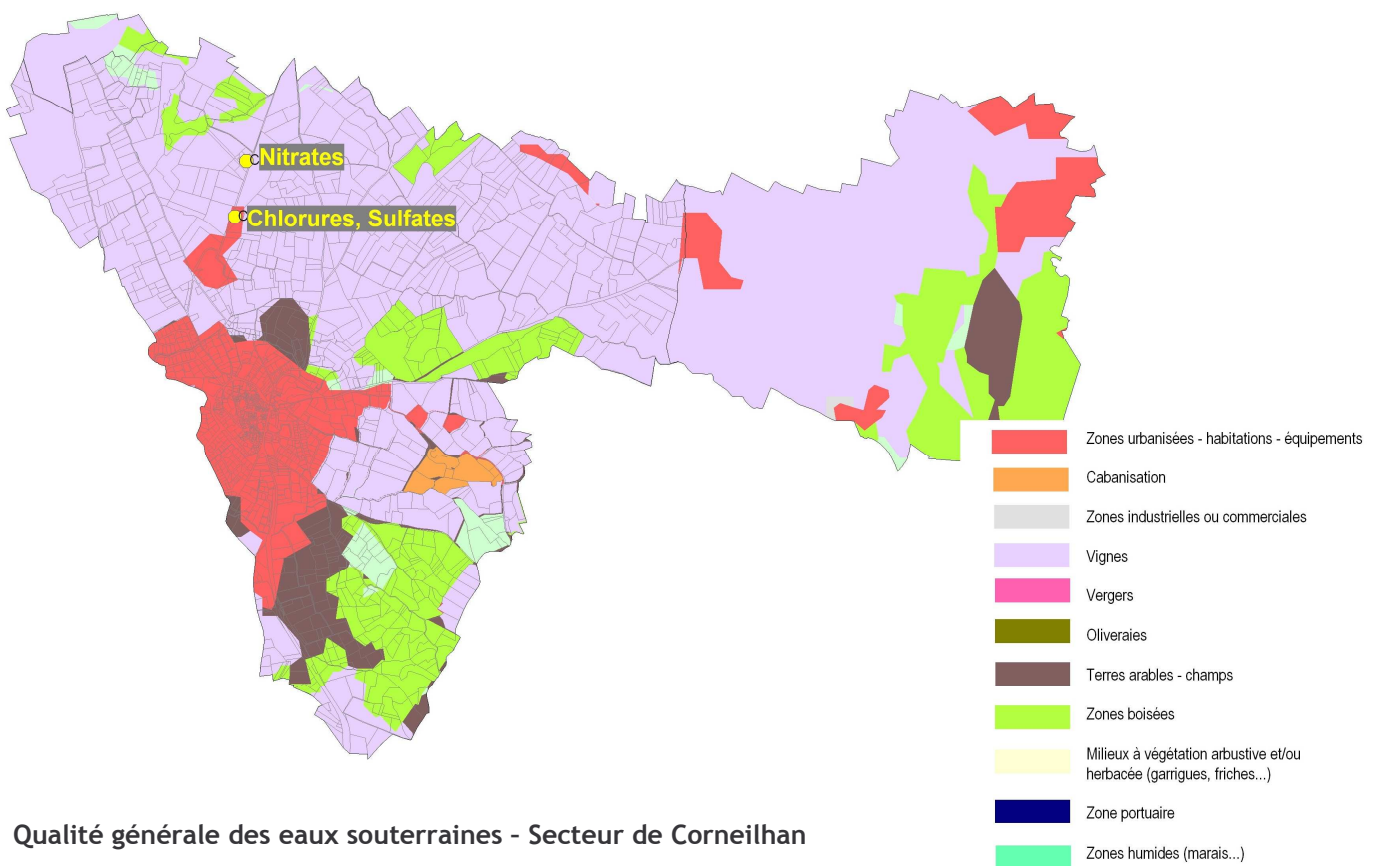 C Nitrates
C Chlorures, Sulfates
Zones urbanisées - habitations - équipements
Cabanisation
Zones industrielles ou commerciales
Vignes
Vergers
Oliveraies
Terres arables - champs
Zones boisées
Milieux à végétation arbustive et/ou
herbacée (garrigues, friches...)
Zone portuaire
Zones humides (marais...)
Qualité générale des eaux souterraines - Secteur de Corneilhan